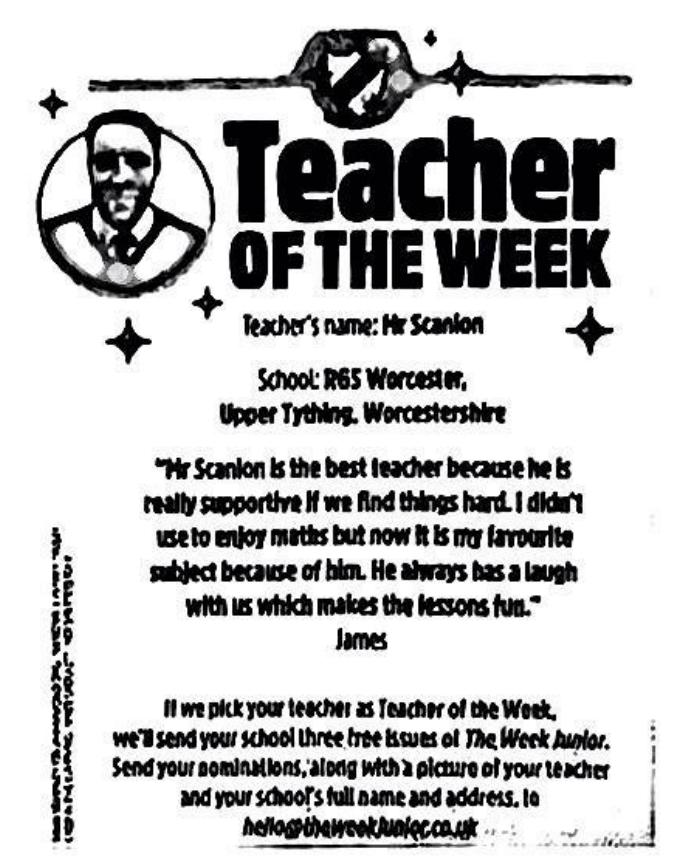 Teacher
OF THE WEEK
Teacher's name: Mr Scanlon
School: RGS Worcester,
Upper Tything, Worcestershire
"Mr Scanlon is the best teacher because he is
really supportive if we find things hard. I didn't
use to enjoy maths but now it is my favourite
subject because of him. He always has a laugh
with us which makes the lessons fun."
James
If we pick your teacher as Teacher of the Week,
we'll send your school three free issues of The Week Junior.
Send your nominations, along with a picture of your teacher
and your school's full name and address, to
hello@theweekjunior.co.uk